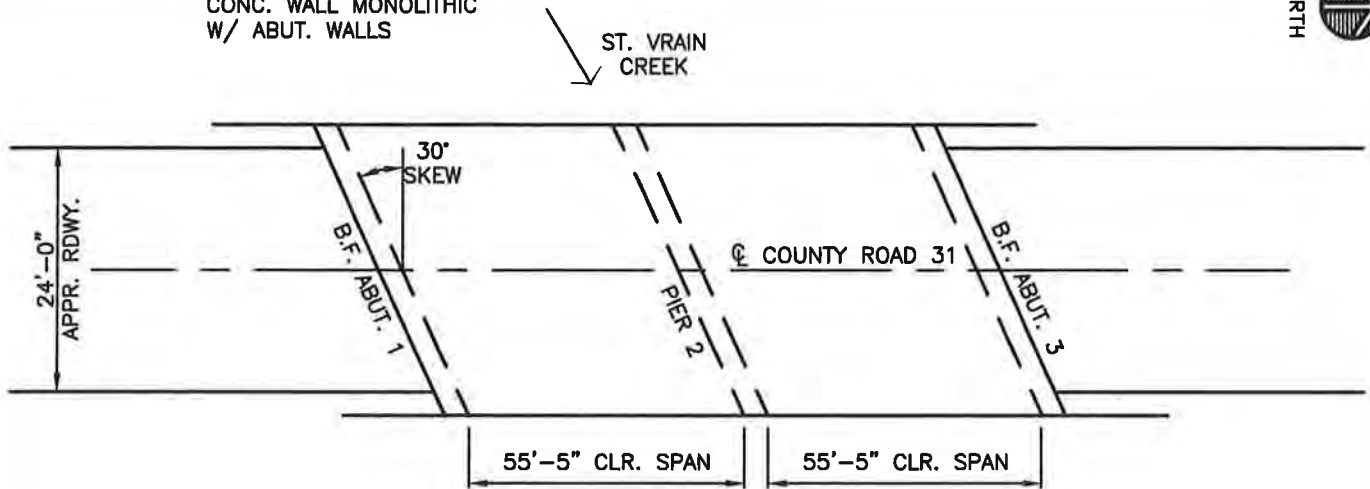 CONC. WALL MONOLITHIC
W/ ABUT. WALLS
ST. VRAIN
CREEK
RTH
30°
SKEW
24'-0"
APPR. RDWY.
B.F. ABUT. 1
PIER 2
℄ COUNTY ROAD 31
B.F. ABUT. 3
55'-5" CLR. SPAN
55'-5" CLR. SPAN